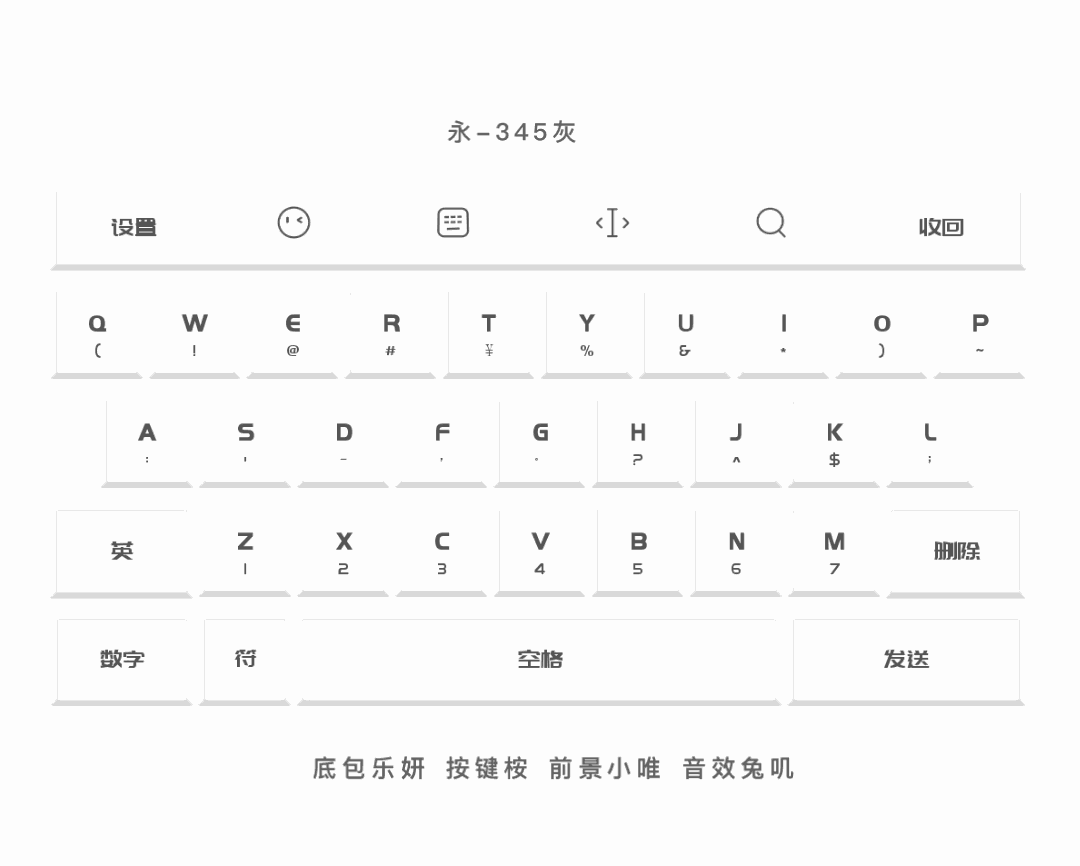 永-345灰
设置 收回
Q W E R T Y U I O P
( ! @ # ¥ % & * ) ~
A S D F G H J K L
: ' - , 。 ? ^ $ ;
英 Z X C V B N M 删除
1 2 3 4 5 6 7
数字 符 空格 发送
底包乐妍 按键桉 前景小唯 音效兔叽